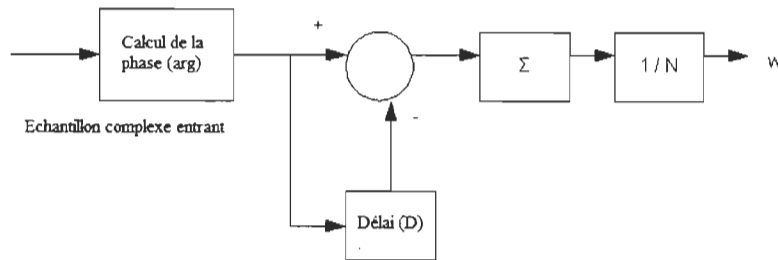 +
Calcul de la
phase (arg)
Σ
1 / N
w
Echantillon complexe entrant
-
Délai (D)